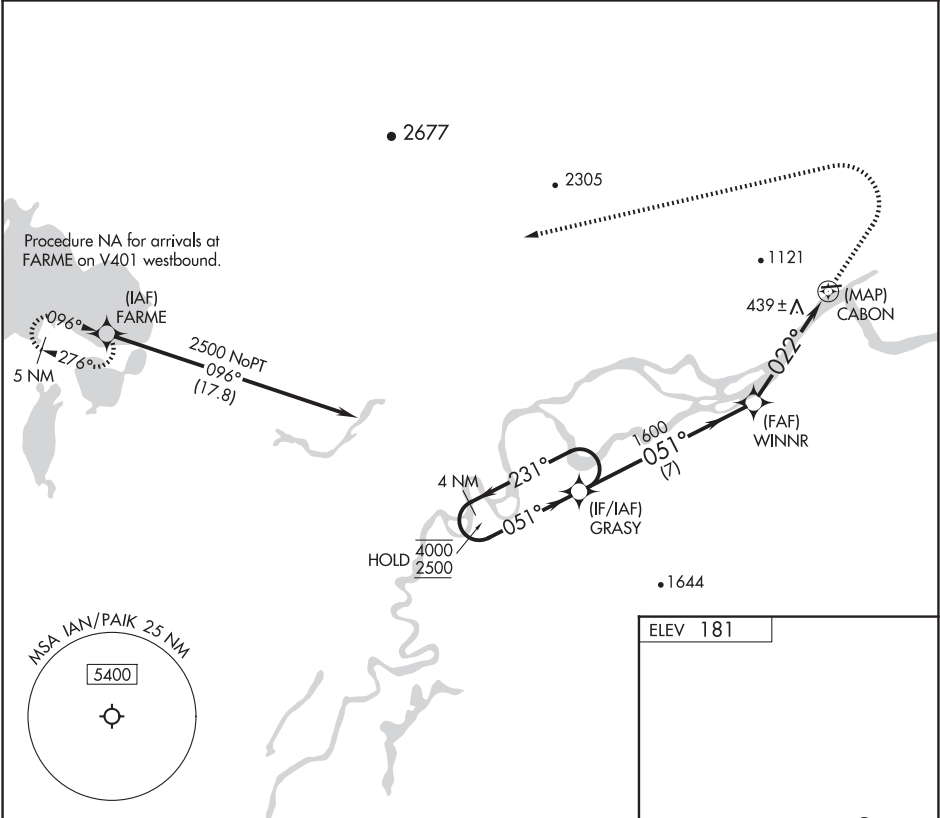 2677
2305
Procedure NA for arrivals at
FARME on V401 westbound.
1121
(IAF)
FARME
439±
(MAP)
CABON
096°
276°
5 NM
2500 NoPT
096°
(17.8)
022°
(FAF)
WINNR
1600
051°
(7)
4 NM
231°
051°
(IF/IAF)
GRASY
HOLD 4000
2500
1644
MSA IAN/PAIK 25 NM
5400
ELEV 181